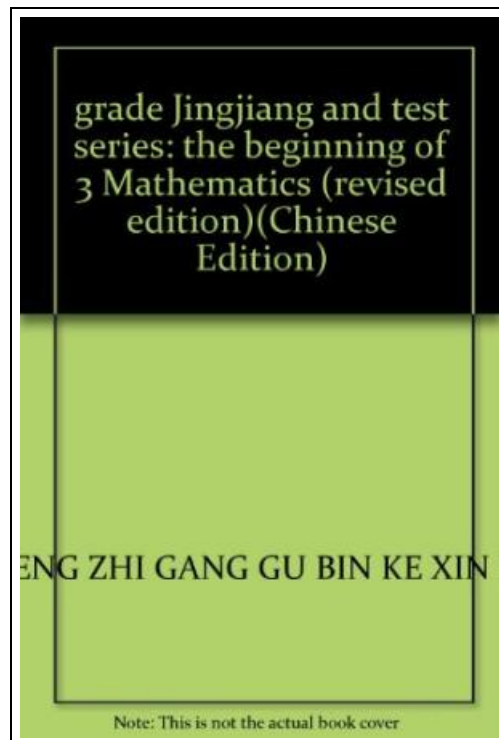 grade Jingjiang and test
series: the beginning of
3 Mathematics (revised
edition)(Chinese
Edition)
ENG ZHI GANG GU BIN KE XIN
Note: This is not the actual book cover